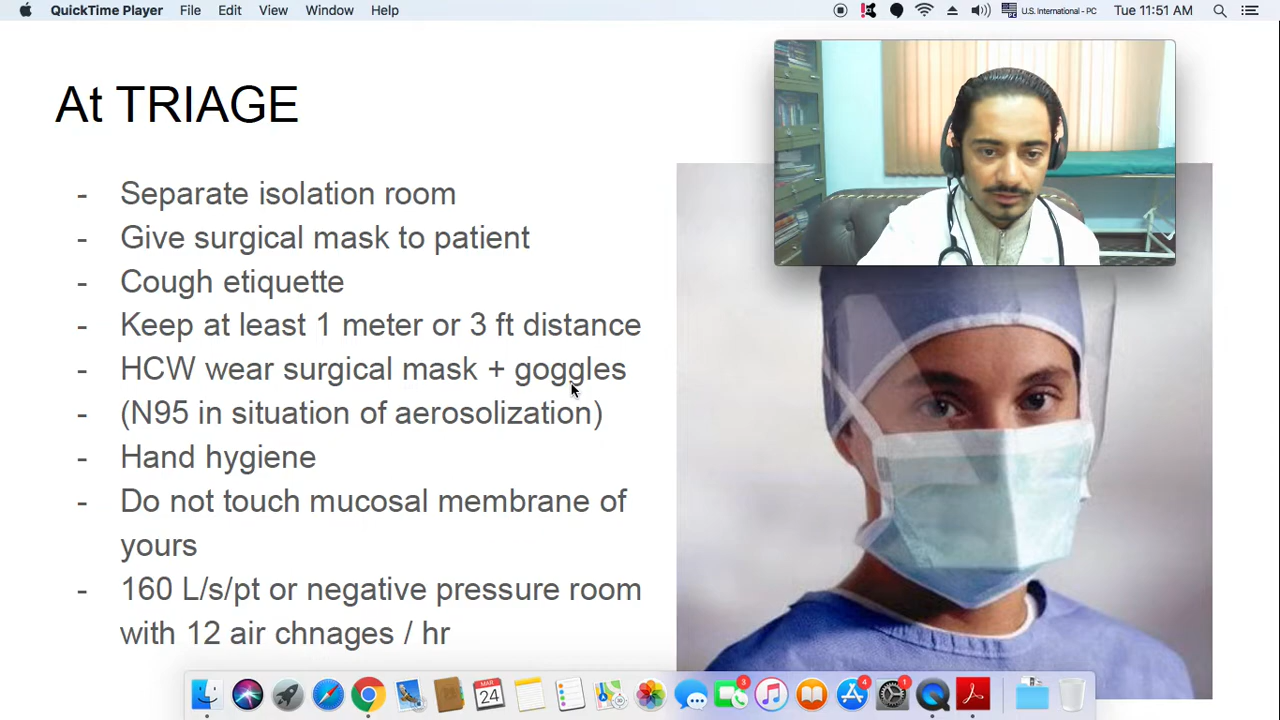 QuickTime Player File Edit View Window Help U.S. International - PC Tue 11:51 AM
At TRIAGE
- Separate isolation room
- Give surgical mask to patient
- Cough etiquette
- Keep at least 1 meter or 3 ft distance
- HCW wear surgical mask + goggles
- (N95 in situation of aerosolization)
- Hand hygiene
- Do not touch mucosal membrane of
yours
- 160 L/s/pt or negative pressure room
with 12 air chnages / hr
MAR
24
3
4
1